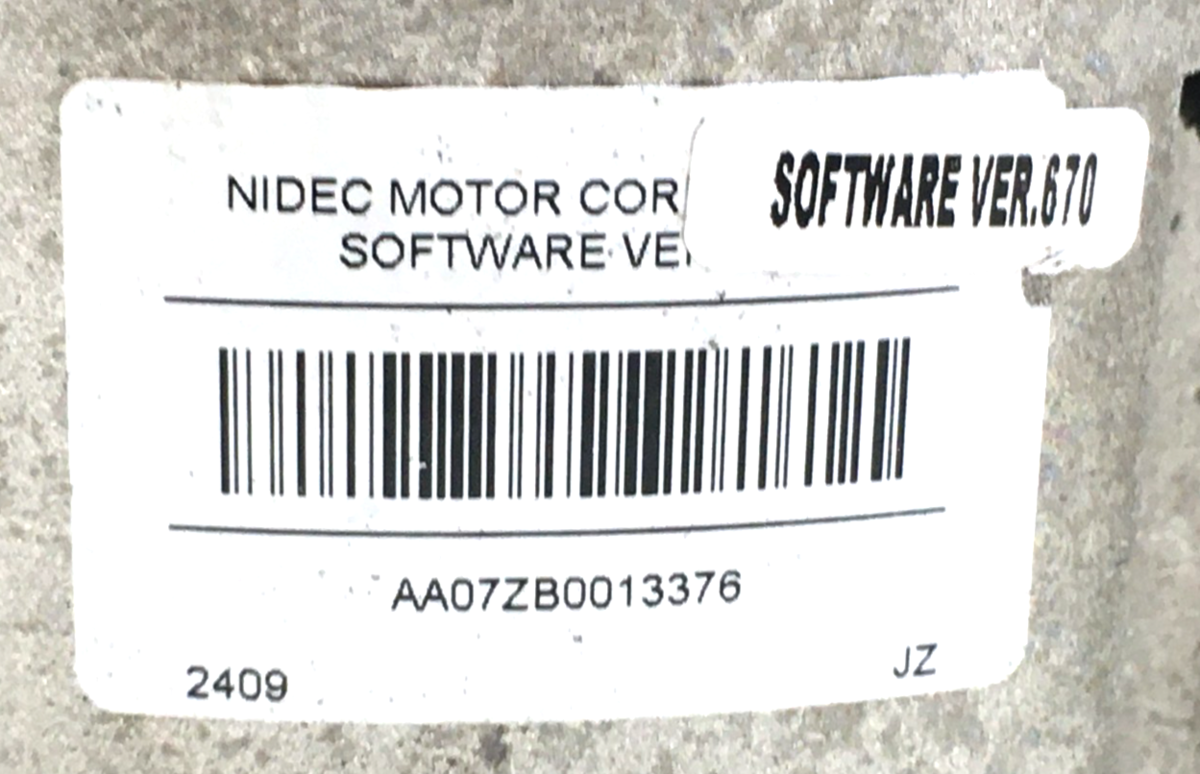 NIDEC MOTOR COR
SOFTWARE VE
SOFTWARE VER.670
AA07ZB0013376
2409
JZ